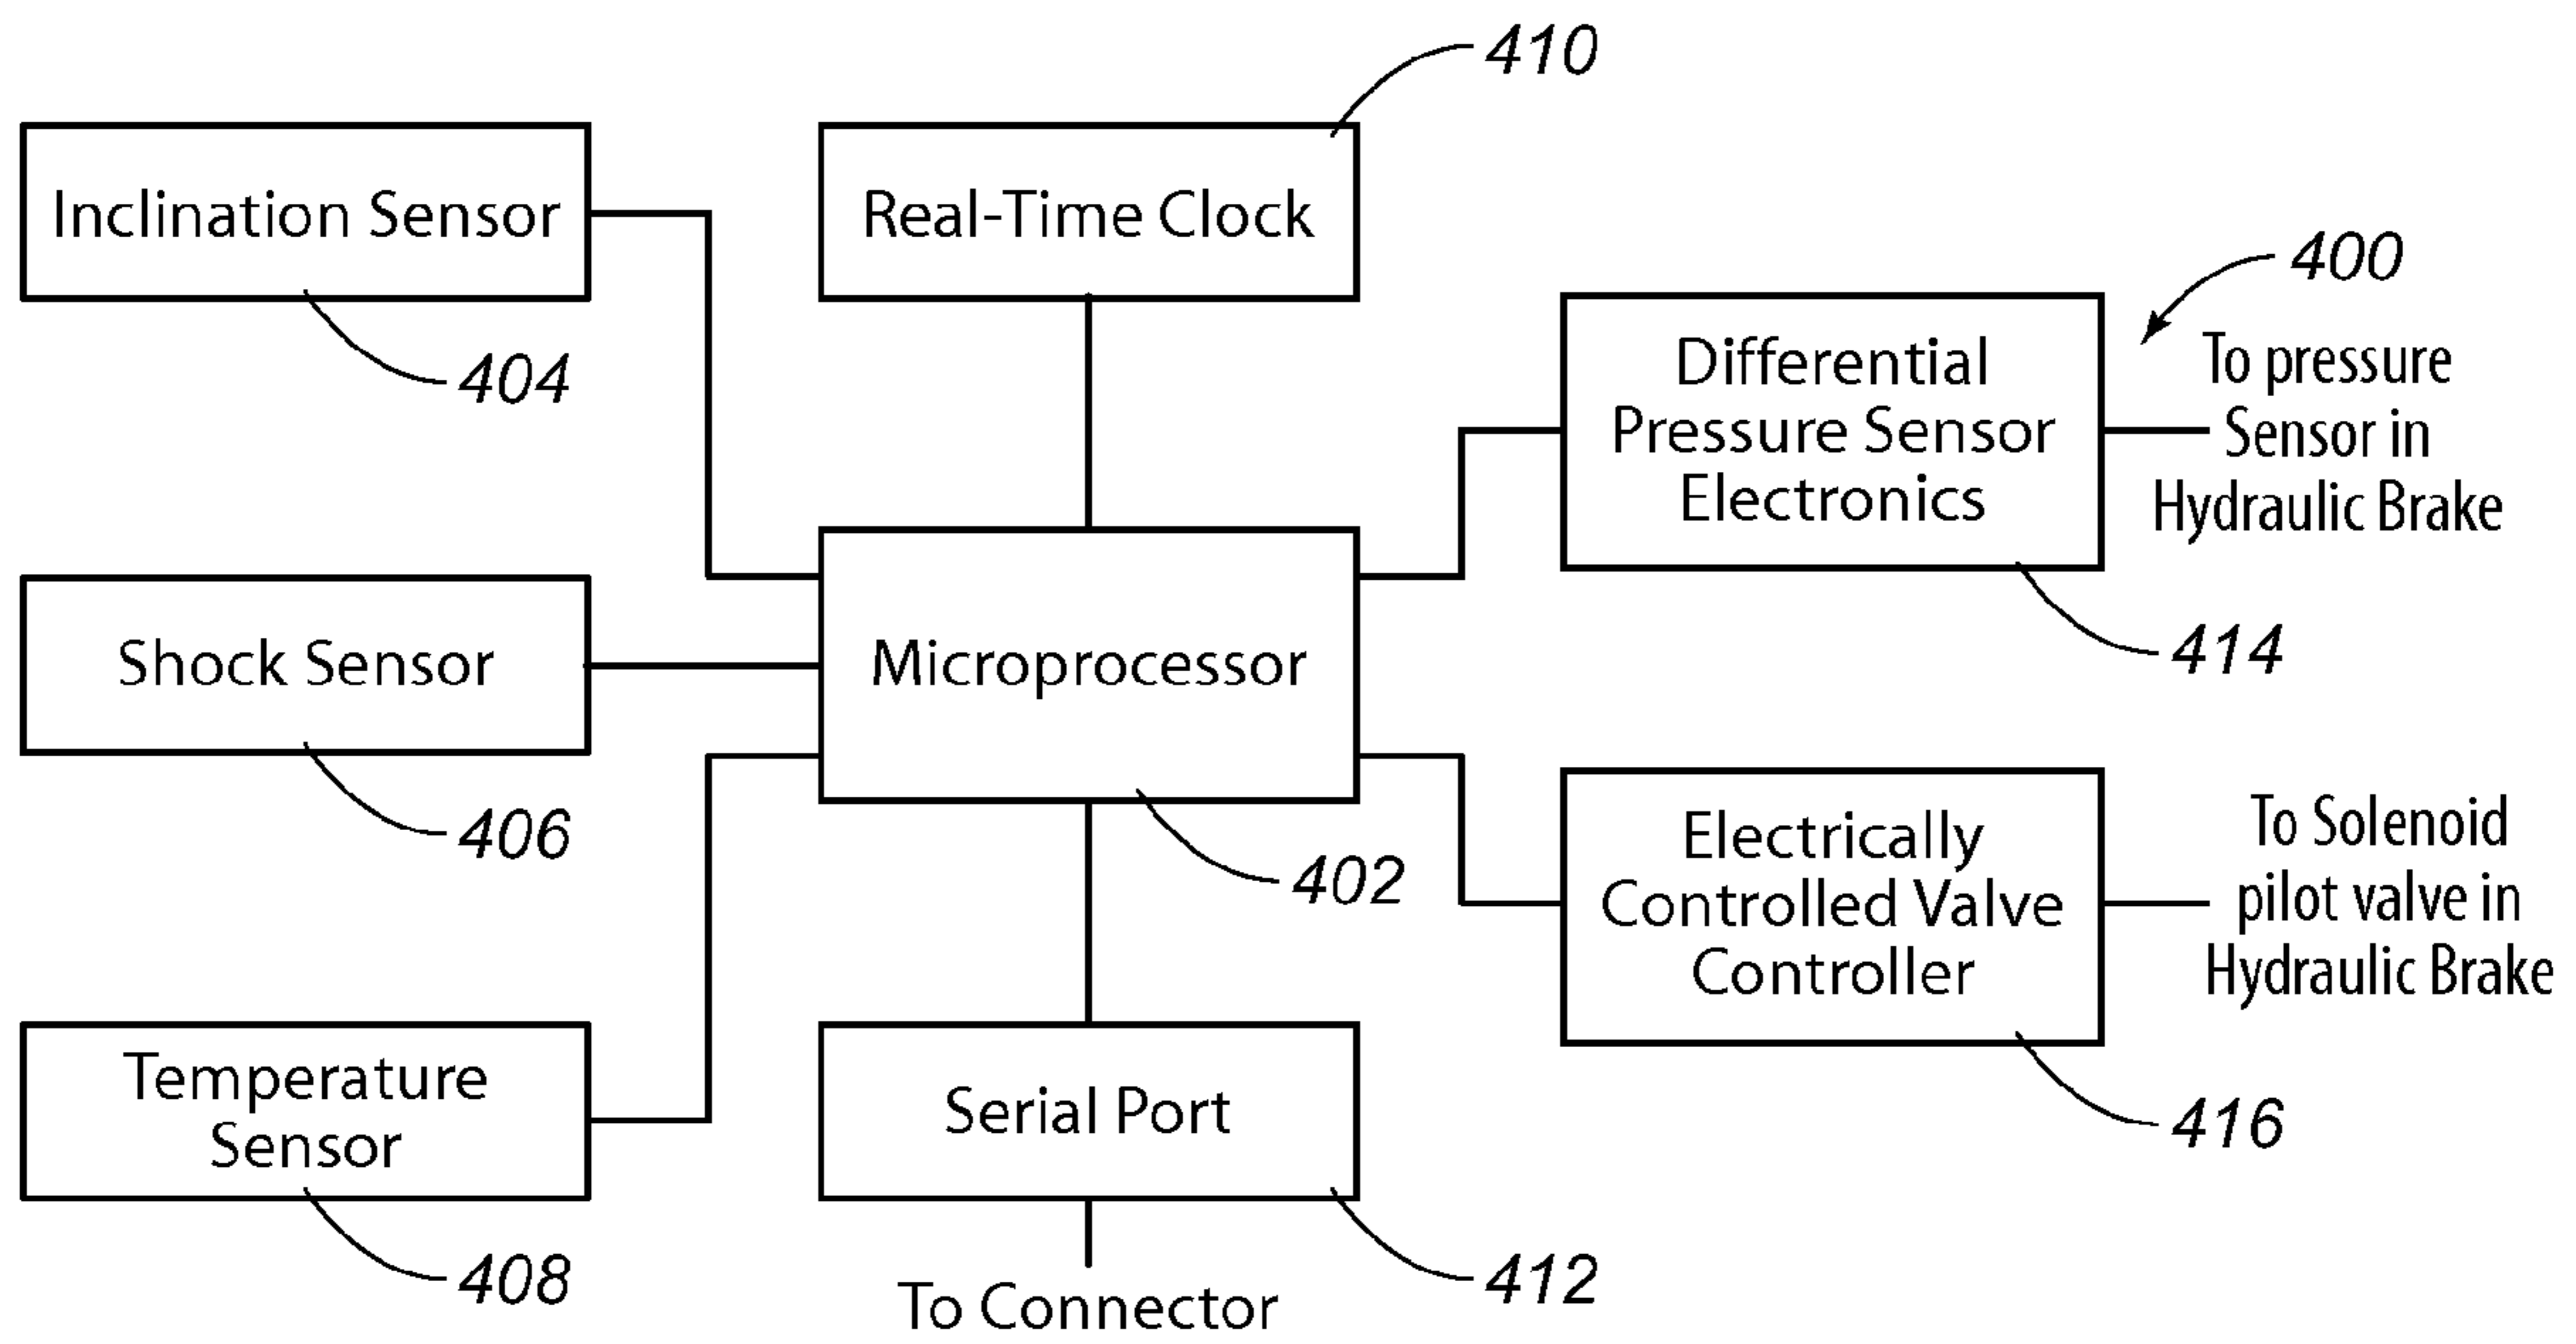 410
Inclination Sensor
Real-Time Clock
400
404
Differential
Pressure Sensor
Electronics
To pressure
Sensor in
Hydraulic Brake
414
Shock Sensor
Microprocessor
406
402
Electrically
Controlled Valve
Controller
To Solenoid
pilot valve in
Hydraulic Brake
416
Temperature
Sensor
Serial Port
408
412
To Connector